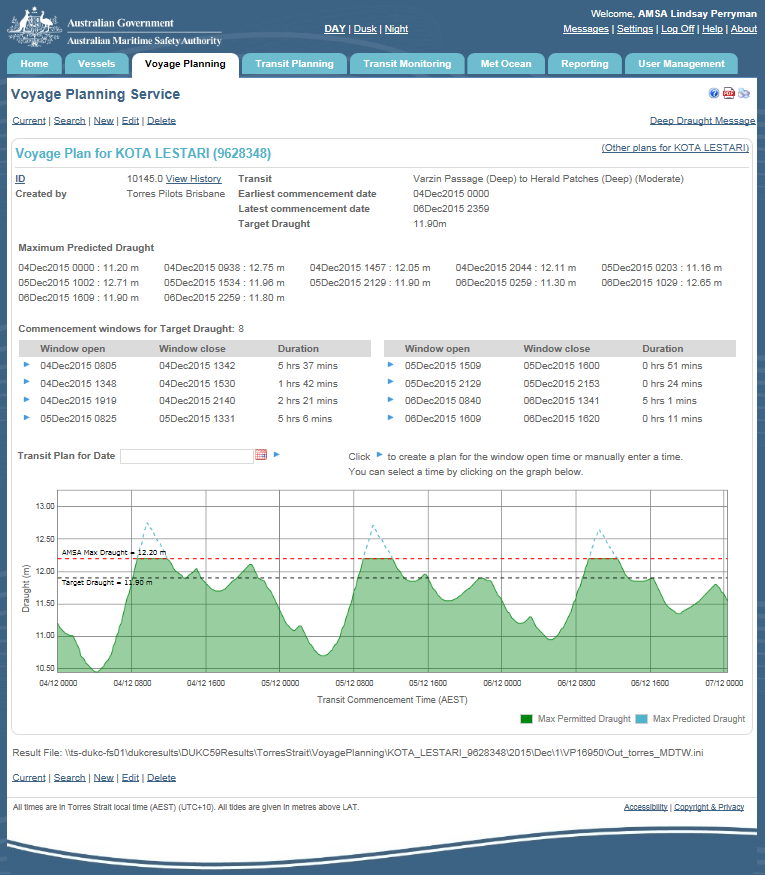 Australian Government
Australian Maritime Safety Authority
DAY | Dusk | Night
Welcome, AMSA Lindsay Perryman
Messages | Settings | Log Off | Help | About
Home Vessels Voyage Planning Transit Planning Transit Monitoring Met Ocean Reporting User Management
Voyage Planning Service
Current | Search | New | Edit | Delete
Deep Draught Message
Voyage Plan for KOTA LESTARI (9628348)
(Other plans for KOTA LESTARI)
ID 10145.0 View History Transit Varzin Passage (Deep) to Herald Patches (Deep) (Moderate)
Created by Torres Pilots Brisbane Earliest commencement date 04Dec2015 0000
Latest commencement date 06Dec2015 2359
Target Draught 11.90m
Maximum Predicted Draught
04Dec2015 0000 : 11.20 m 04Dec2015 0938 : 12.75 m 04Dec2015 1457 : 12.05 m 04Dec2015 2044 : 12.11 m 05Dec2015 0203 : 11.16 m
05Dec2015 1002 : 12.71 m 05Dec2015 1534 : 11.96 m 05Dec2015 2129 : 11.90 m 06Dec2015 0259 : 11.30 m 06Dec2015 1029 : 12.65 m
06Dec2015 1609 : 11.90 m 06Dec2015 2259 : 11.80 m
Commencement windows for Target Draught: 8
Window open Window close Duration Window open Window close Duration
04Dec2015 0805 04Dec2015 1342 5 hrs 37 mins 05Dec2015 1509 05Dec2015 1600 0 hrs 51 mins
04Dec2015 1348 04Dec2015 1530 1 hrs 42 mins 05Dec2015 2129 05Dec2015 2153 0 hrs 24 mins
04Dec2015 1919 04Dec2015 2140 2 hrs 21 mins 06Dec2015 0840 06Dec2015 1341 5 hrs 1 mins
05Dec2015 0825 05Dec2015 1331 5 hrs 6 mins 06Dec2015 1609 06Dec2015 1620 0 hrs 11 mins
Transit Plan for Date
Click to create a plan for the window open time or manually enter a time.
You can select a time by clicking on the graph below.
13.00
12.50
AMSA Max Draught = 12.20 m
12.00
Target Draught = 11.90 m
11.50
11.00
10.50
Draught (m)
04/12 0000 04/12 0800 04/12 1600 05/12 0000 05/12 0800 05/12 1600 06/12 0000 06/12 0800 06/12 1600 07/12 0000
Transit Commencement Time (AEST)
Max Permitted Draught Max Predicted Draught
Result File: \\ts-dukc-fs01\dukcresults\DUKC59Results\TorresStrait\VoyagePlanning\KOTA_LESTARI_9628348\2015\Dec\1\VP16950\Out_torres_MDTW.ini
Current | Search | New | Edit | Delete
All times are in Torres Strait local time (AEST) (UTC+10). All tides are given in metres above LAT.
Accessibility | Copyright & Privacy